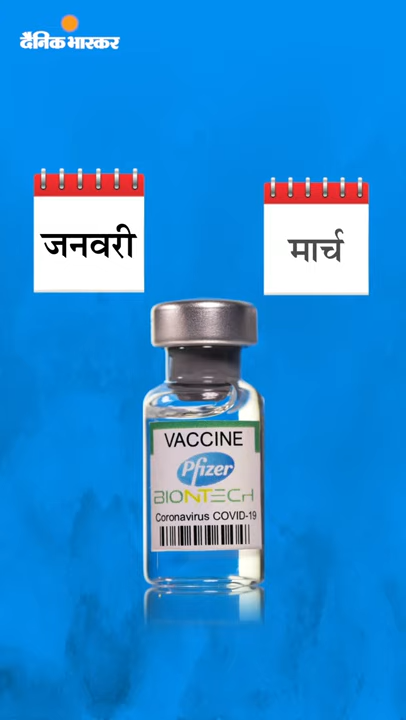 दैनिक भास्कर
जनवरी
मार्च
VACCINE
Pfizer
BIONTECH
Coronavirus COVID-19